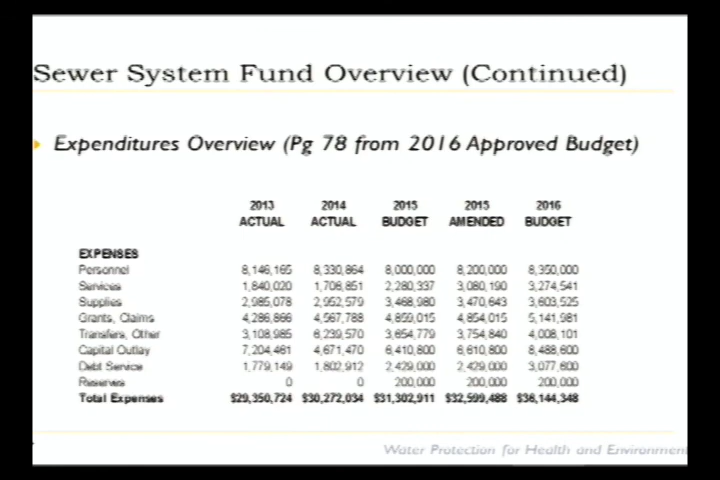 Sewer System Fund Overview (Continued)
Expenditures Overview (Pg 78 from 2016 Approved Budget)
2013 2014 2015 2015 2016
ACTUAL ACTUAL BUDGET AMENDED BUDGET
EXPENSES
Personnel 8,146,165 8,330,864 8,000,000 8,200,000 8,350,000
Services 1,840,020 1,706,851 2,280,337 3,080,190 3,274,541
Supplies 2,985,078 2,952,579 3,468,980 3,470,643 3,603,525
Grants, Claims 4,286,866 4,567,788 4,859,015 4,854,015 5,141,981
Transfers, Other 3,108,985 6,239,570 3,654,779 3,754,840 4,008,101
Capital Outlay 7,204,461 4,671,470 6,410,800 6,610,800 8,488,600
Debt Service 1,779,149 1,802,912 2,429,000 2,429,000 3,077,600
Reserves 0 0 200,000 200,000 200,000
Total Expenses $29,350,724 $30,272,034 $31,302,911 $32,599,488 $36,144,348
Water Protection for Health and Environment